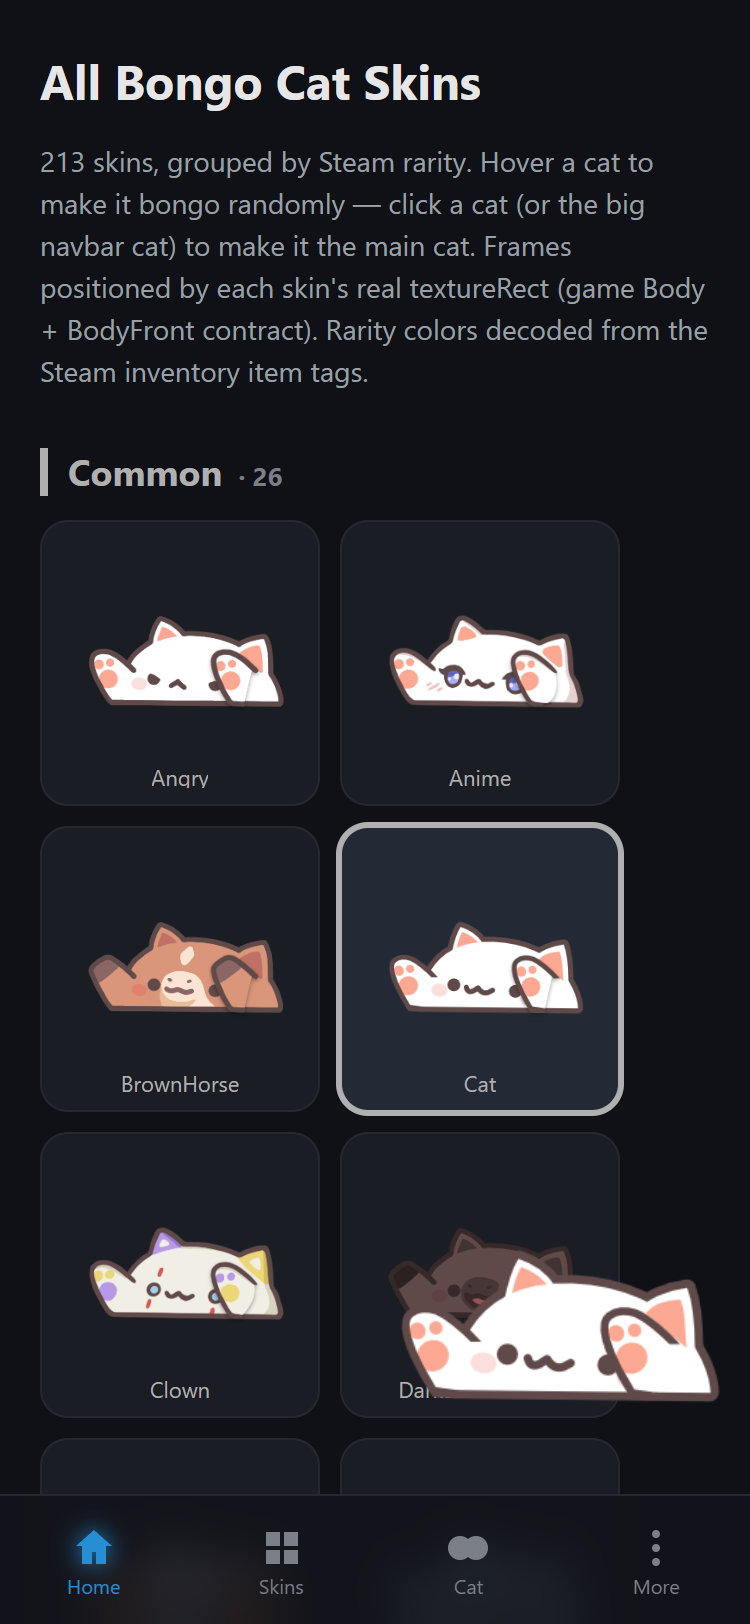 All Bongo Cat Skins
213 skins, grouped by Steam rarity. Hover a cat to
make it bongo randomly — click a cat (or the big
navbar cat) to make it the main cat. Frames
positioned by each skin's real textureRect (game Body
+ BodyFront contract). Rarity colors decoded from the
Steam inventory item tags.
Common · 26
Angry
Anime
BrownHorse
Cat
Clown
Home
Skins
Cat
More